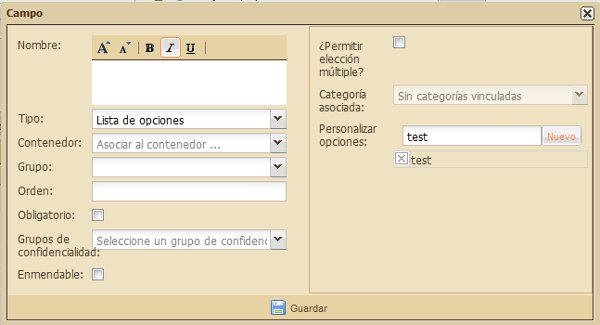 Campo
Nombre:
A A B I U
Tipo:
Lista de opciones
Contenedor:
Asociar al contenedor ...
Grupo:
Orden:
Obligatorio:
Grupos de
confidencialidad:
Seleccione un grupo de confiden
Enmendable:
¿Permitir
elección
múltiple?
Categoría
asociada:
Sin categorías vinculadas
Personalizar
opciones:
test
Nuevo
test
Guardar